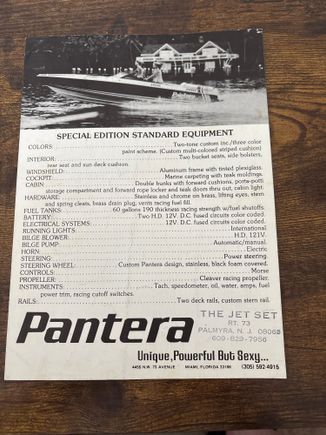 SPECIAL EDITION STANDARD EQUIPMENT
COLORS: Two-tone custom inc/three color
paint scheme. (Custom multi-colored striped cushion)
INTERIOR: Two bucket seats, side bolsters,
rear seat and sun deck cushion.
WINDSHIELD: Aluminum frame with tinted plexiglass.
COCKPIT: Marine carpeting with teak moldings.
CABIN: Double bunks with forward cushions, porta-potti
storage compartment and forward rope locker and teak doors thru out, cabin light.
HARDWARE: Stainless and chrome on brass, lifting eyes, stern
and spring cleats, brass drain plug, vents racing fuel fill.
FUEL TANKS: 60 gallons 190 thickness racing strength w/fuel shutoffs.
BATTERY: Two H.D. 12V. D.C. fused circuits color coded.
ELECTRICAL SYSTEMS: 12V. D.C. fused circuits color coded.
RUNNING LIGHTS: International
BILGE BLOWER: H.D. 121V.
BILGE PUMP: Automatic/manual.
HORN: Electric
STEERING: Power steering.
STEERING WHEEL: Custom Pantera design, stainless, black foam covered.
CONTROLS: Morse
PROPELLER: Cleaver racing propeller.
INSTRUMENTS: Tach, speedometer, oil, water, amps, fuel
power trim, racing cutoff switches.
RAILS: Two deck rails, custom stern rail.
Pantera
THE JET SET
RT. 73
PALMYRA, N. J. 08065
609-829-7956
Unique, Powerful But Sexy...
4455 N.W. 73 AVENUE MIAMI, FLORIDA 33166 (305) 592-4915